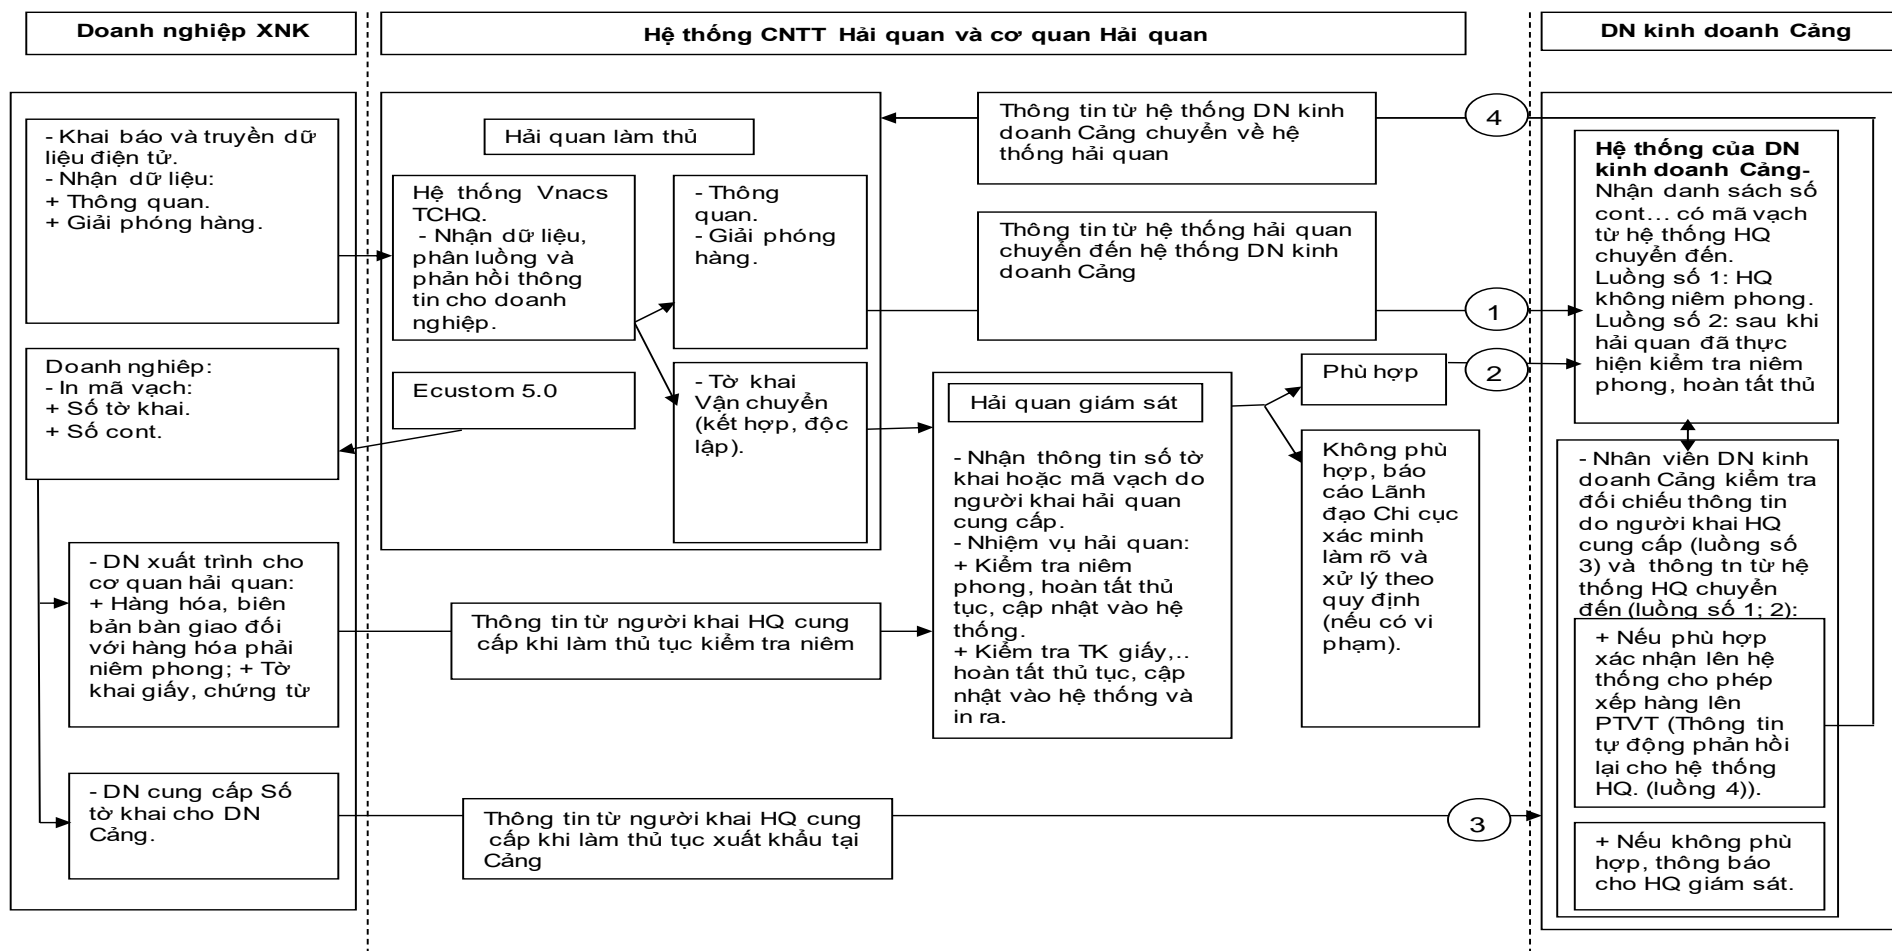 Doanh nghiệp XNK
Hệ thống CNTT Hải quan và cơ quan Hải quan
DN kinh doanh Cảng
- Khai báo và truyền dữ
liệu điện tử.
- Nhận dữ liệu:
+ Thông quan.
+ Giải phóng hàng.
Doanh nghiệp:
- In mã vạch:
+ Số tờ khai.
+ Số cont.
- DN xuất trình cho
cơ quan hải quan:
+ Hàng hóa, biên
bản bàn giao đối
với hàng hóa phải
niêm phong; + Tờ
khai giấy, chứng từ
- DN cung cấp Số
tờ khai cho DN
Cảng.
Hải quan làm thủ
Hệ thống Vnacs
TCHQ.
- Nhận dữ liệu,
phân luồng và
phản hồi thông
tin cho doanh
nghiệp.
- Thông
quan.
- Giải phóng
hàng.
Ecustom 5.0
- Tờ khai
Vận chuyển
(kết hợp, độc
lập).
Thông tin từ hệ thống DN kinh
doanh Cảng chuyển về hệ
thống hải quan
4
Thông tin từ hệ thống hải quan
chuyển đến hệ thống DN kinh
doanh Cảng
1
Hải quan giám sát
- Nhận thông tin số tờ
khai hoặc mã vạch do
người khai hải quan
cung cấp.
- Nhiệm vụ hải quan:
+ Kiểm tra niêm
phong, hoàn tất thủ
tục, cập nhật vào hệ
thống.
+ Kiểm tra TK giấy,..
hoàn tất thủ tục, cập
nhật vào hệ thống và
in ra.
Phù hợp
2
Không phù
hợp, báo
cáo Lãnh
đạo Chi cục
xác minh
làm rõ và
xử lý theo
quy định
(nếu có vi
phạm).
Thông tin từ người khai HQ cung
cấp khi làm thủ tục kiểm tra niêm
Thông tin từ người khai HQ cung
cấp khi làm thủ tục xuất khẩu tại
Cảng
3
Hệ thống của DN
kinh doanh Cảng-
Nhận danh sách số
cont... có mã vạch
từ hệ thống HQ
chuyển đến.
Luồng số 1: HQ
không niêm phong.
Luồng số 2: sau khi
hải quan đã thực
hiện kiểm tra niêm
phong, hoàn tất thủ
- Nhân viên DN kinh
doanh Cảng kiểm tra
đối chiếu thông tin
do người khai HQ
cung cấp (luồng số
3) và thông tn từ hệ
thống HQ chuyển
đến (luồng số 1; 2):
+ Nếu phù hợp
xác nhận lên hệ
thống cho phép
xếp hàng lên
PTVT (Thông tin
tự động phản hồi
lại cho hệ thống
HQ. (luồng 4)).
+ Nếu không phù
hợp, thông báo
cho HQ giám sát.